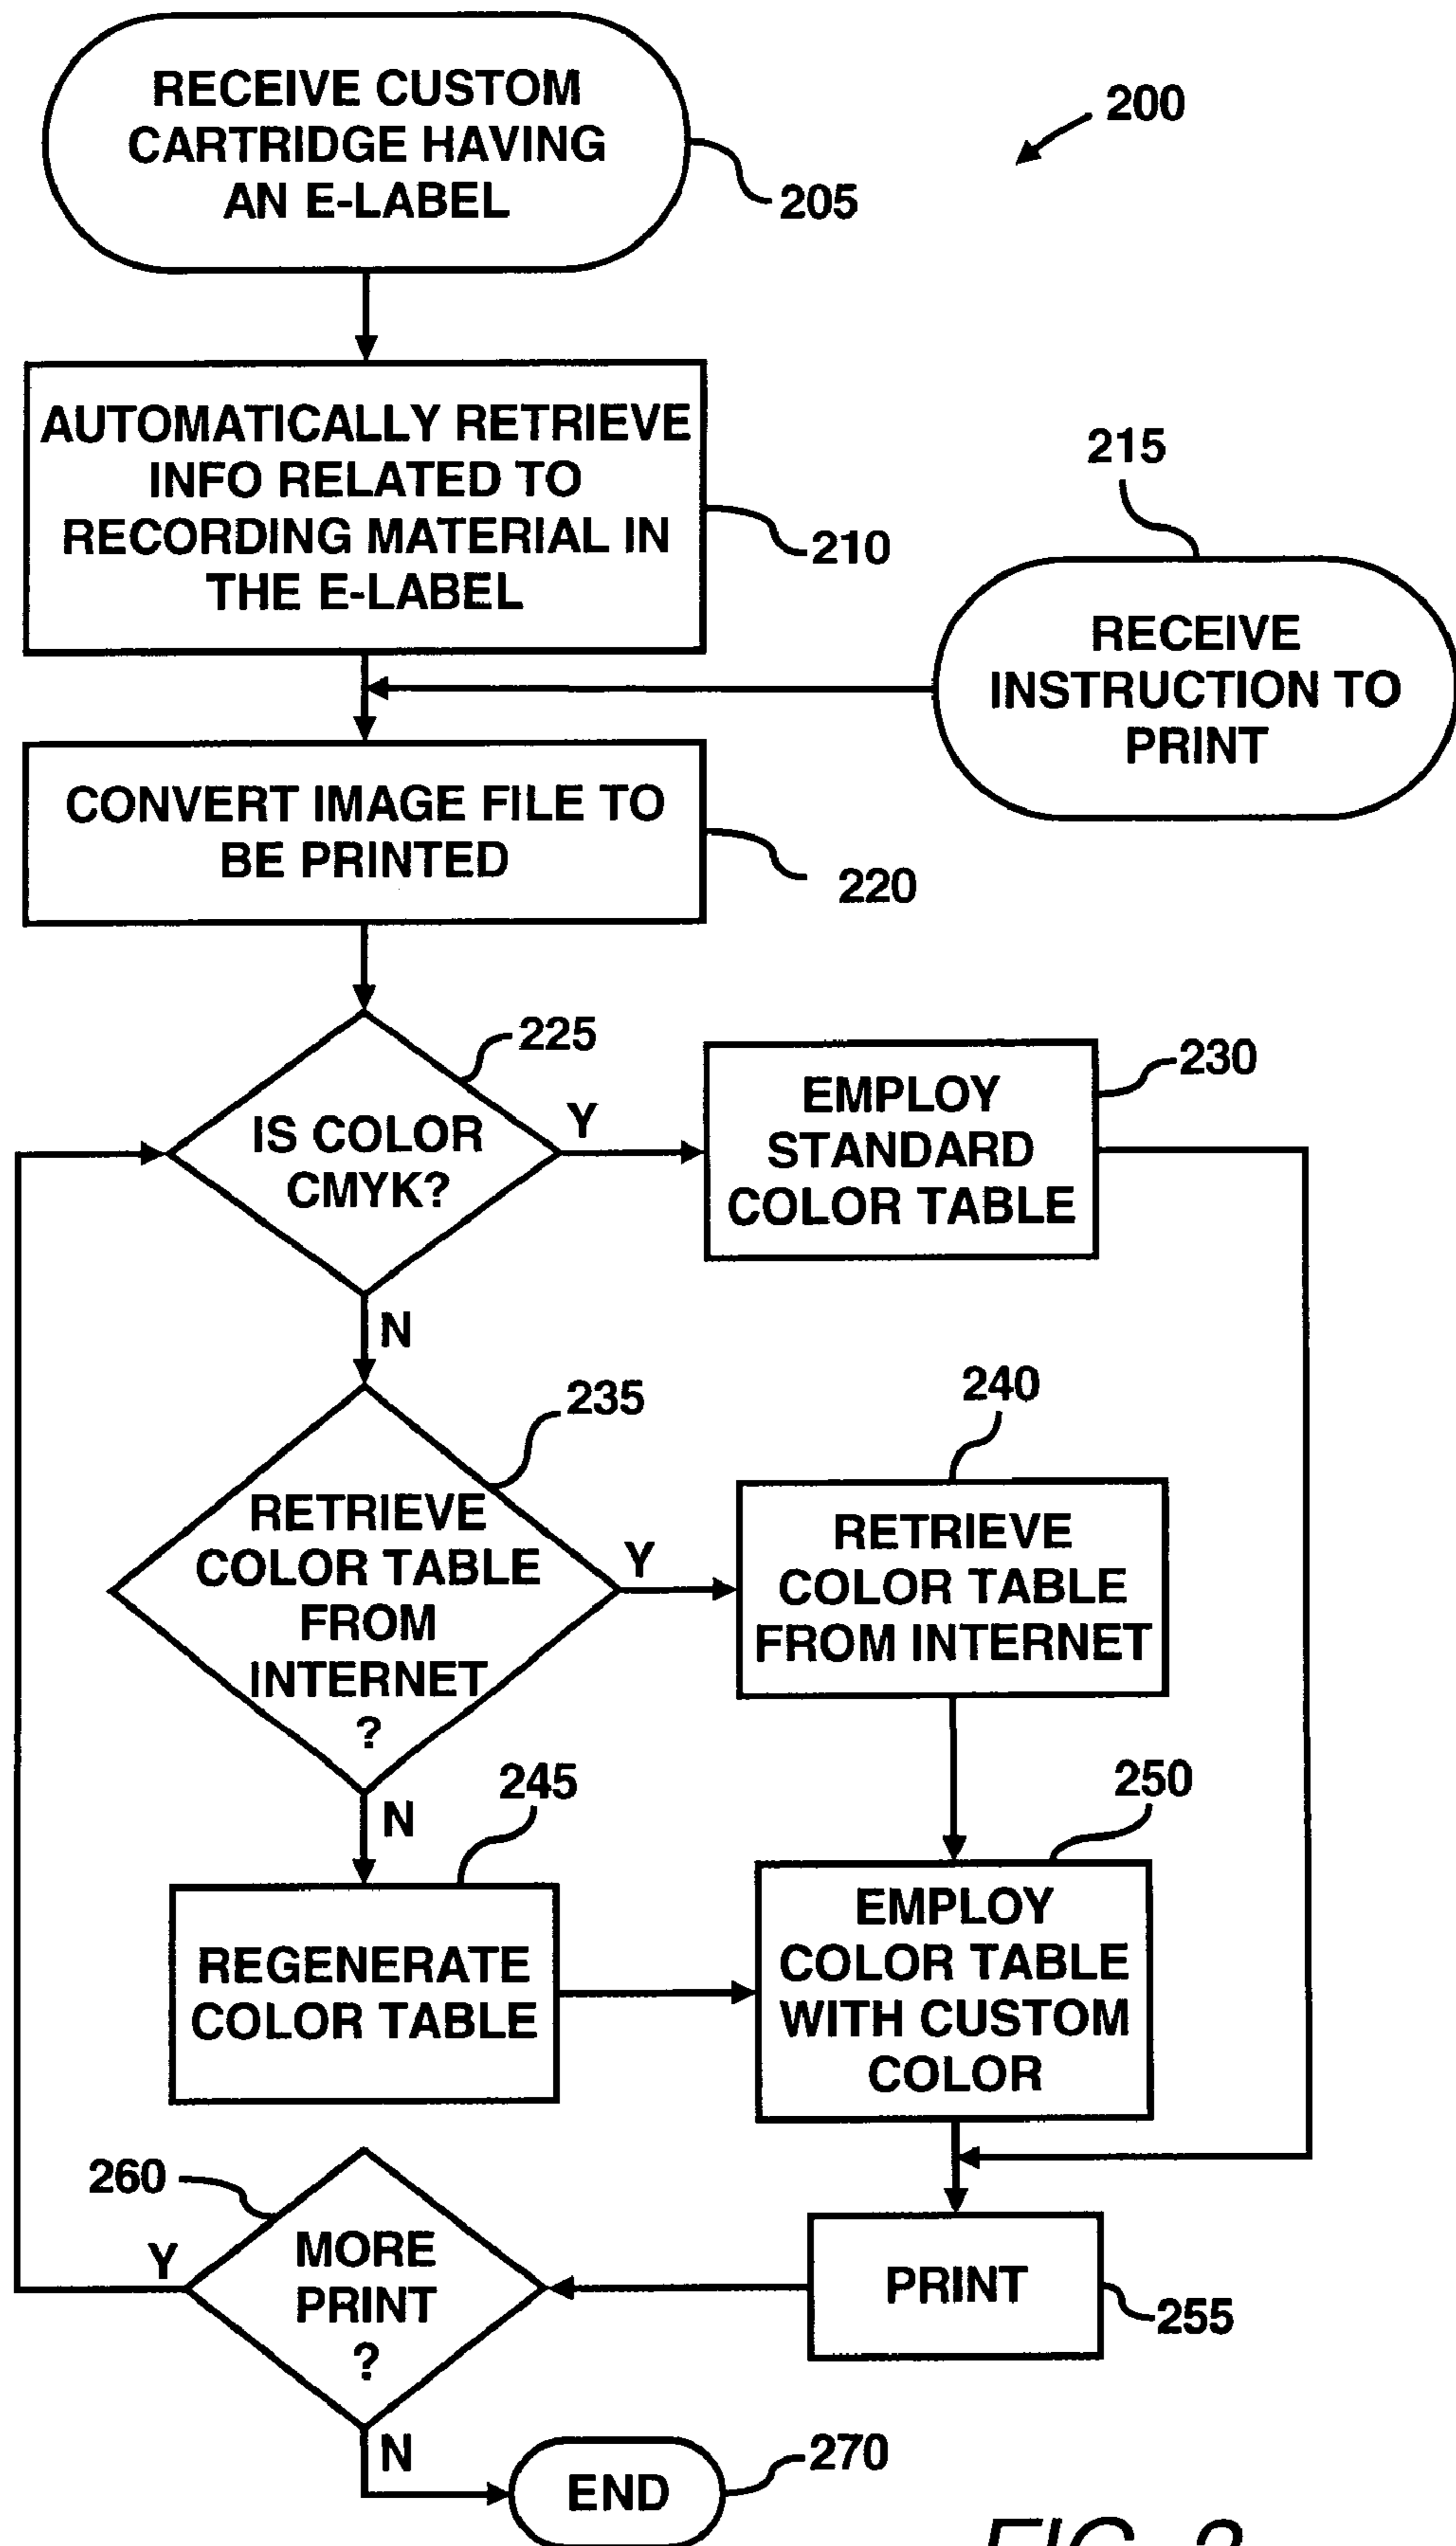 RECEIVE CUSTOM
CARTRIDGE HAVING
AN E-LABEL
200
205
AUTOMATICALLY RETRIEVE
INFO RELATED TO
RECORDING MATERIAL IN
THE E-LABEL
210
215
RECEIVE
INSTRUCTION TO
PRINT
CONVERT IMAGE FILE TO
BE PRINTED
220
225
IS COLOR
CMYK?
Y
N
EMPLOY
STANDARD
COLOR TABLE
230
235
RETRIEVE
COLOR TABLE
FROM
INTERNET
?
Y
N
240
RETRIEVE
COLOR TABLE
FROM INTERNET
245
REGENERATE
COLOR TABLE
250
EMPLOY
COLOR TABLE
WITH CUSTOM
COLOR
260
MORE
PRINT
?
Y
N
PRINT
255
END
270
FIG. 2